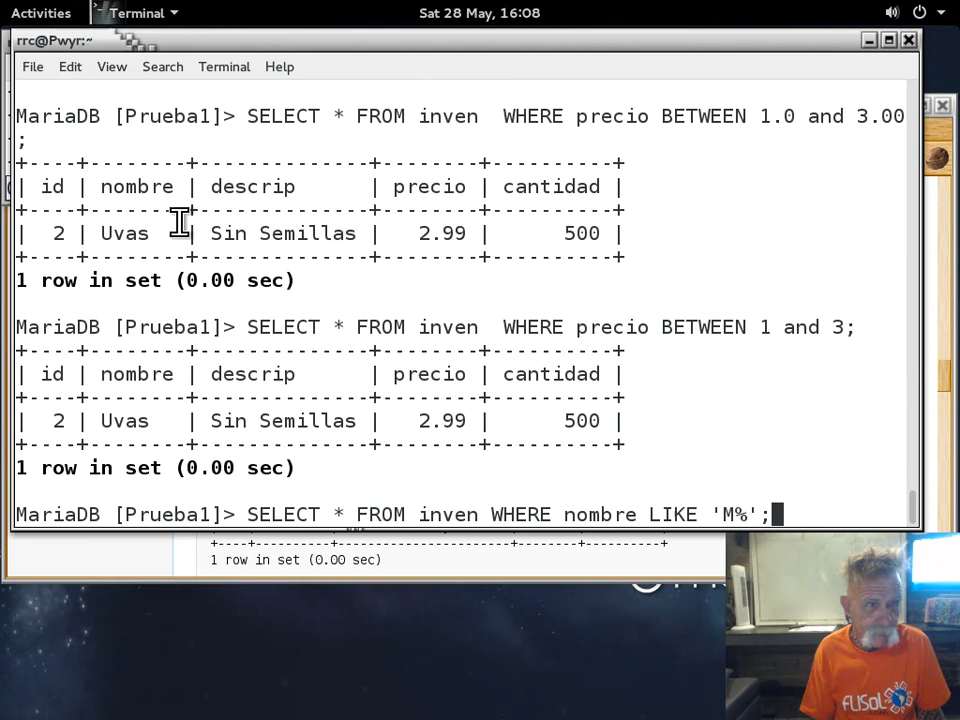 Activities Terminal Sat 28 May, 16:08
rrc@Pwyr:~
File Edit View Search Terminal Help
MariaDB [Prueba1]> SELECT * FROM inven  WHERE precio BETWEEN 1.0 and 3.00
;
+----+--------+--------------+--------+----------+
| id | nombre | descrip      | precio | cantidad |
+----+--------+--------------+--------+----------+
|  2 | Uvas   | Sin Semillas |   2.99 |      500 |
+----+--------+--------------+--------+----------+
1 row in set (0.00 sec)
MariaDB [Prueba1]> SELECT * FROM inven  WHERE precio BETWEEN 1 and 3;
+----+--------+--------------+--------+----------+
| id | nombre | descrip      | precio | cantidad |
+----+--------+--------------+--------+----------+
|  2 | Uvas   | Sin Semillas |   2.99 |      500 |
+----+--------+--------------+--------+----------+
1 row in set (0.00 sec)
MariaDB [Prueba1]> SELECT * FROM inven WHERE nombre LIKE 'M%';
+----+---------------------+--------+----------+
1 row in set (0.00 sec)
FLISoL